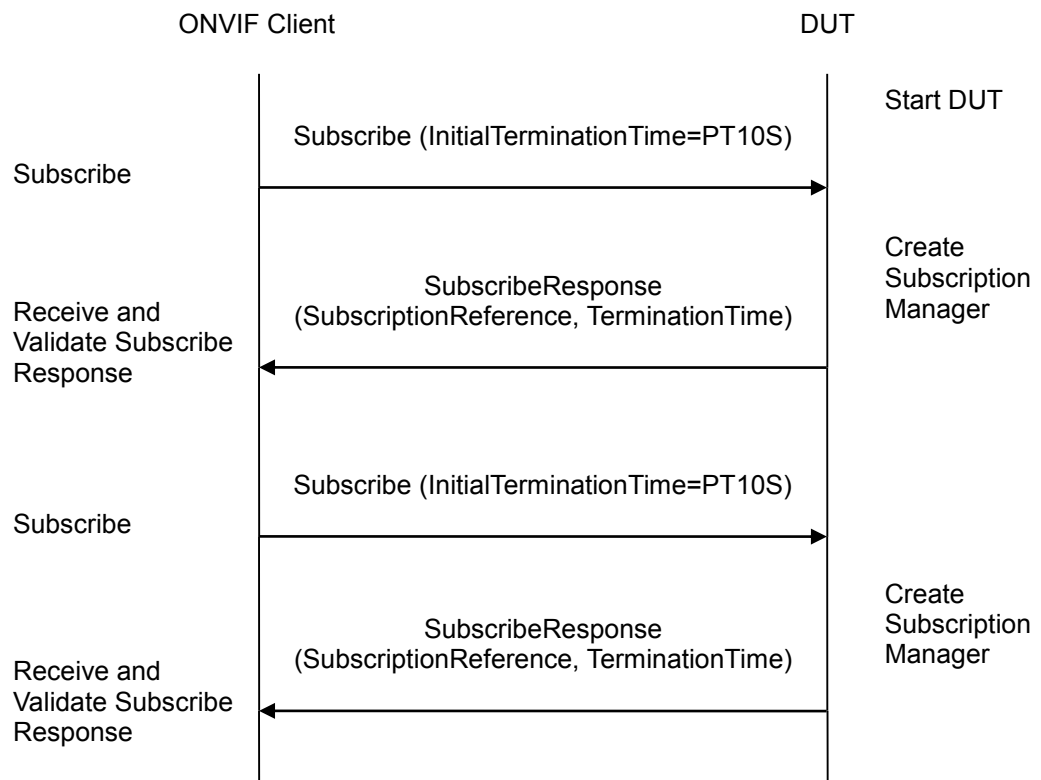 ONVIF Client
DUT
Start DUT
Subscribe (InitialTerminationTime=PT10S)
Subscribe
Create
Subscription
Manager
SubscribeResponse
(SubscriptionReference, TerminationTime)
Receive and
Validate Subscribe
Response
Subscribe (InitialTerminationTime=PT10S)
Subscribe
Create
Subscription
Manager
SubscribeResponse
(SubscriptionReference, TerminationTime)
Receive and
Validate Subscribe
Response